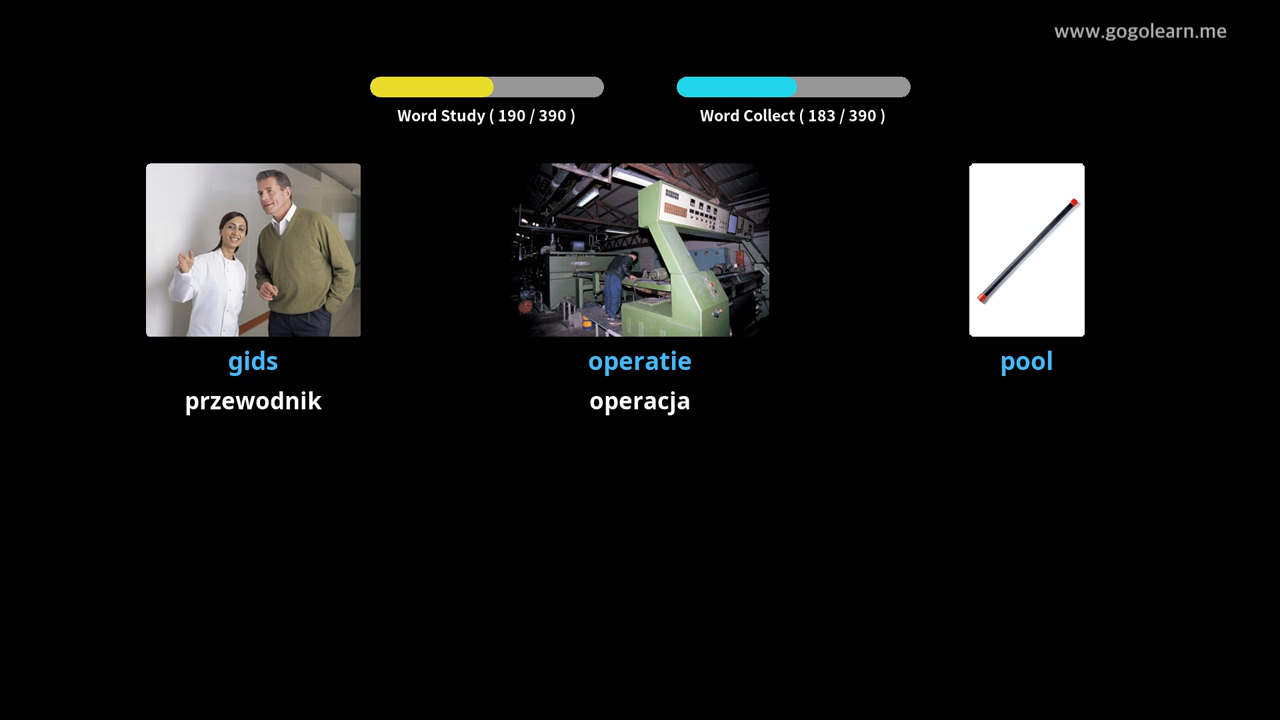 www.gogolearn.me
Word Study ( 190 / 390 )
Word Collect ( 183 / 390 )
gids
operatie
pool
przewodnik
operacja